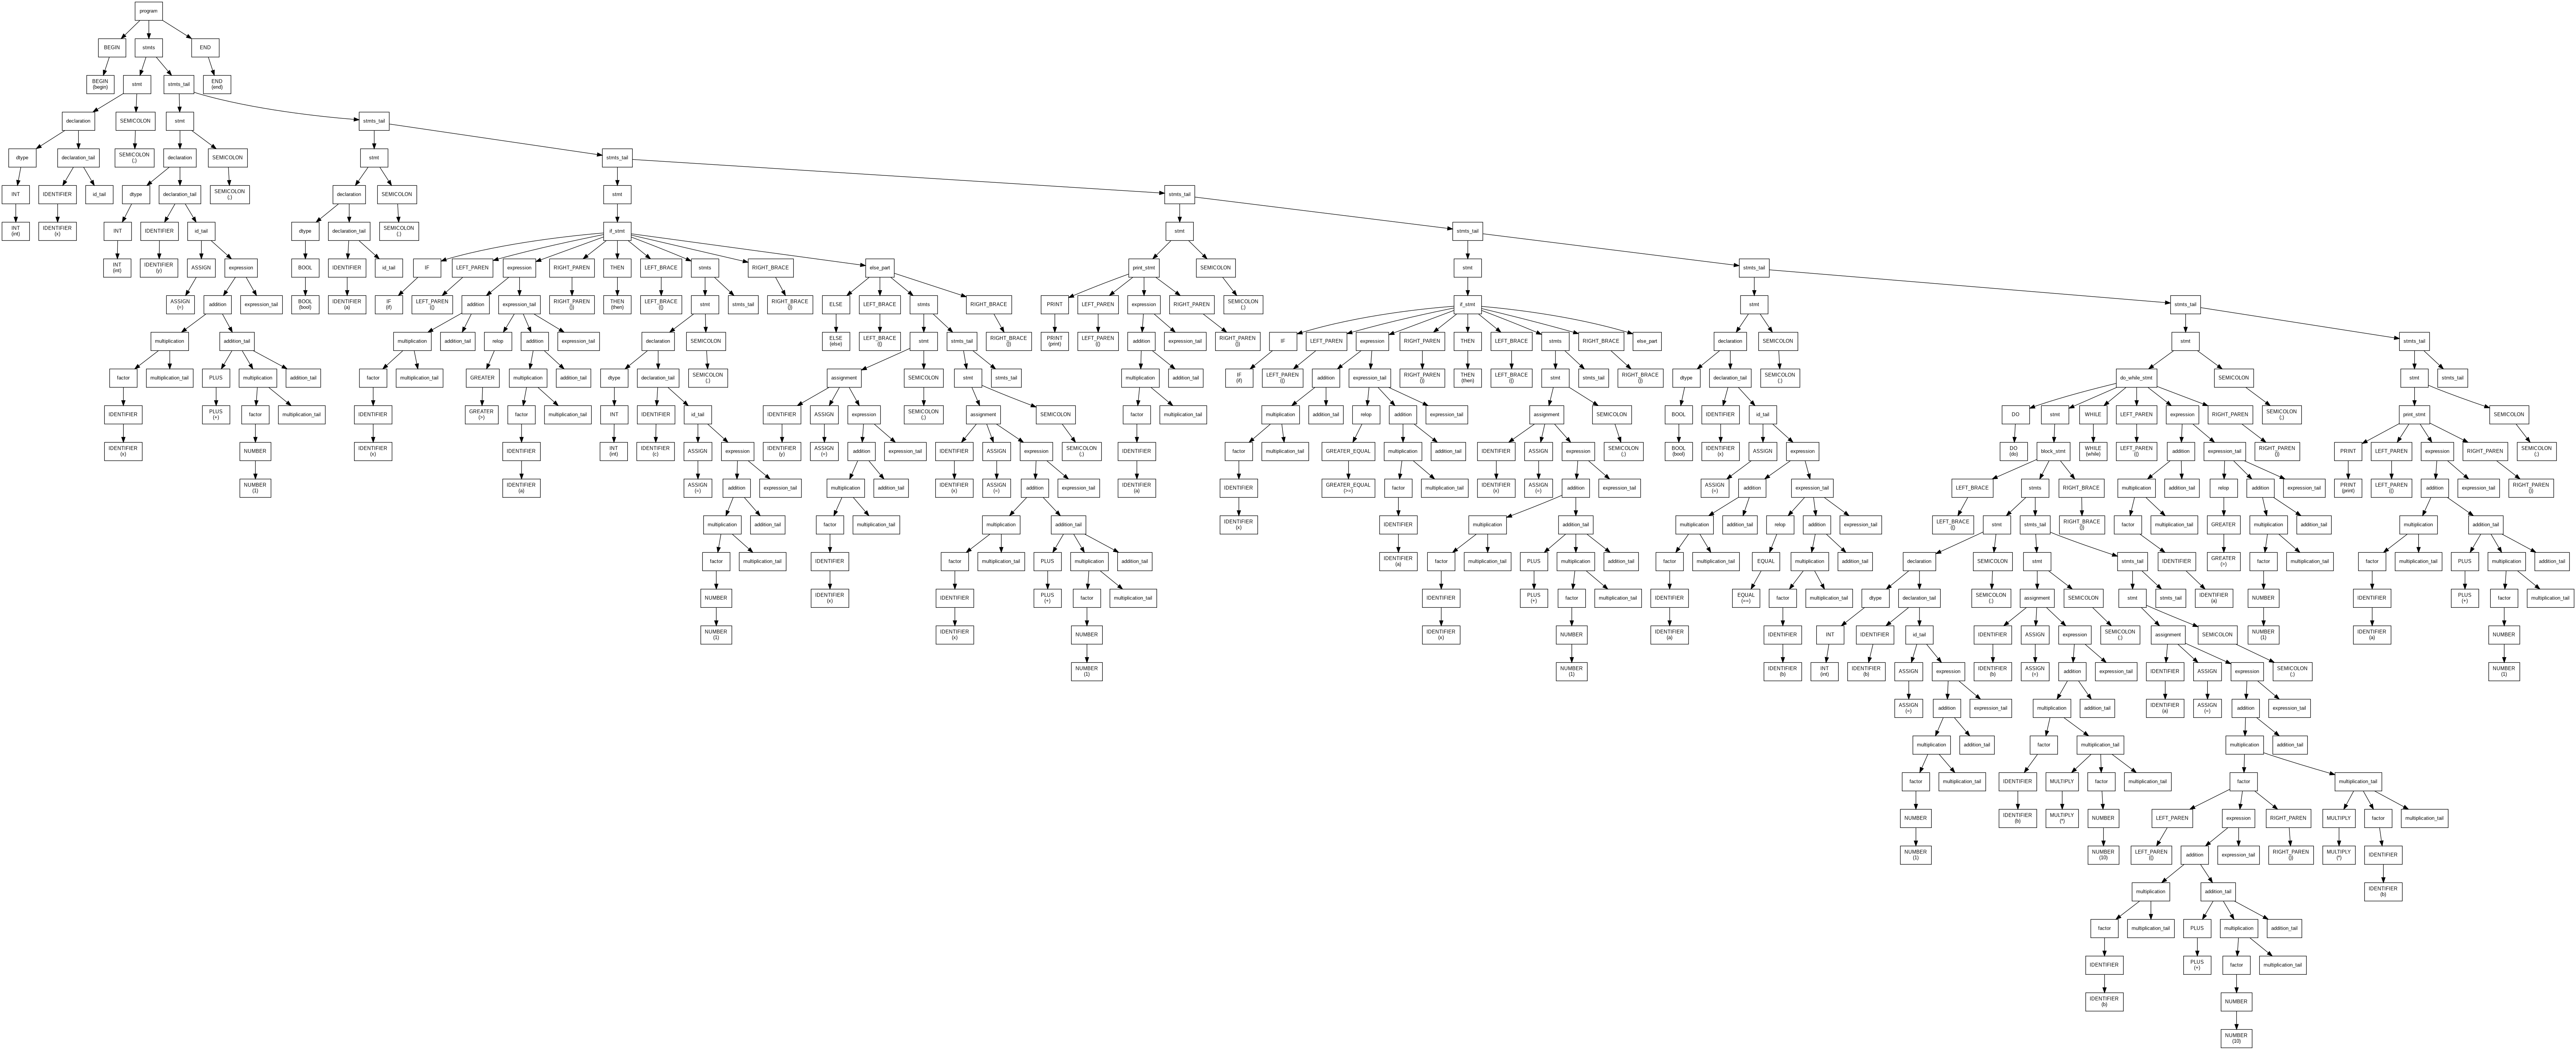 program
BEGIN stmts END
BEGIN (begin) stmt stmts_tail END (end)
declaration SEMICOLON stmt stmts_tail
dtype declaration_tail SEMICOLON (;) declaration SEMICOLON stmt stmts_tail
INT IDENTIFIER id_tail dtype declaration_tail SEMICOLON (;) declaration SEMICOLON stmt stmts_tail
INT (int) IDENTIFIER (x) INT IDENTIFIER id_tail dtype declaration_tail SEMICOLON (;) if_stmt stmt stmts_tail
INT (int) IDENTIFIER (y) ASSIGN expression BOOL IDENTIFIER id_tail IF LEFT_PAREN expression RIGHT_PAREN THEN LEFT_BRACE stmts RIGHT_BRACE else_part print_stmt SEMICOLON stmt stmts_tail
ASSIGN (=) addition expression_tail BOOL (bool) IDENTIFIER (a) IF (if) LEFT_PAREN (() addition expression_tail RIGHT_PAREN ()) THEN (then) LEFT_BRACE ({) stmt stmts_tail RIGHT_BRACE (}) ELSE LEFT_BRACE stmts RIGHT_BRACE PRINT LEFT_PAREN expression RIGHT_PAREN SEMICOLON (;) if_stmt stmt stmts_tail
multiplication addition_tail multiplication addition_tail relop addition expression_tail declaration SEMICOLON ELSE (else) LEFT_BRACE ({) stmt stmts_tail RIGHT_BRACE (}) PRINT (print) LEFT_PAREN (() addition expression_tail RIGHT_PAREN ()) IF LEFT_PAREN expression RIGHT_PAREN THEN LEFT_BRACE stmts RIGHT_BRACE else_part declaration SEMICOLON stmt stmts_tail
factor multiplication_tail PLUS multiplication addition_tail factor multiplication_tail GREATER multiplication addition_tail dtype declaration_tail SEMICOLON (;) assignment SEMICOLON stmt stmts_tail multiplication addition_tail IF (if) LEFT_PAREN (() addition expression_tail RIGHT_PAREN ()) THEN (then) LEFT_BRACE ({) stmt stmts_tail RIGHT_BRACE (}) dtype declaration_tail SEMICOLON (;) do_while_stmt SEMICOLON stmt stmts_tail
IDENTIFIER PLUS (+) factor multiplication_tail IDENTIFIER GREATER (>) factor multiplication_tail INT IDENTIFIER id_tail IDENTIFIER ASSIGN expression SEMICOLON (;) assignment SEMICOLON factor multiplication_tail multiplication addition_tail relop addition expression_tail assignment SEMICOLON BOOL IDENTIFIER id_tail DO stmt WHILE LEFT_PAREN expression RIGHT_PAREN SEMICOLON (;) print_stmt SEMICOLON
IDENTIFIER (x) NUMBER IDENTIFIER (x) IDENTIFIER INT (int) IDENTIFIER (c) ASSIGN expression IDENTIFIER (y) ASSIGN (=) addition expression_tail IDENTIFIER ASSIGN expression SEMICOLON (;) IDENTIFIER factor multiplication_tail GREATER_EQUAL multiplication addition_tail IDENTIFIER ASSIGN expression SEMICOLON (;) BOOL (bool) IDENTIFIER (x) ASSIGN expression DO (do) block_stmt WHILE (while) LEFT_PAREN (() addition expression_tail RIGHT_PAREN ()) PRINT LEFT_PAREN expression RIGHT_PAREN SEMICOLON (;)
NUMBER (1) IDENTIFIER (a) ASSIGN (=) addition expression_tail multiplication addition_tail IDENTIFIER (x) ASSIGN (=) addition expression_tail IDENTIFIER (a) IDENTIFIER GREATER_EQUAL (>=) factor multiplication_tail IDENTIFIER (x) ASSIGN (=) addition expression_tail ASSIGN (=) addition expression_tail LEFT_BRACE stmts RIGHT_BRACE multiplication addition_tail relop addition expression_tail PRINT (print) LEFT_PAREN (() addition expression_tail RIGHT_PAREN ())
multiplication addition_tail factor multiplication_tail multiplication addition_tail IDENTIFIER (x) IDENTIFIER multiplication addition_tail multiplication addition_tail relop addition expression_tail LEFT_BRACE ({) stmt stmts_tail RIGHT_BRACE (}) factor multiplication_tail GREATER multiplication addition_tail multiplication addition_tail
factor multiplication_tail IDENTIFIER factor multiplication_tail PLUS multiplication addition_tail IDENTIFIER (a) factor multiplication_tail PLUS multiplication addition_tail factor multiplication_tail EQUAL multiplication addition_tail declaration SEMICOLON stmt stmts_tail IDENTIFIER GREATER (>) factor multiplication_tail factor multiplication_tail PLUS multiplication addition_tail
NUMBER IDENTIFIER (x) IDENTIFIER PLUS (+) factor multiplication_tail IDENTIFIER PLUS (+) factor multiplication_tail IDENTIFIER EQUAL (==) factor multiplication_tail dtype declaration_tail SEMICOLON (;) assignment SEMICOLON stmt stmts_tail IDENTIFIER (a) NUMBER IDENTIFIER PLUS (+) factor multiplication_tail
NUMBER (1) IDENTIFIER (x) NUMBER IDENTIFIER (x) NUMBER IDENTIFIER (a) IDENTIFIER INT IDENTIFIER id_tail IDENTIFIER ASSIGN expression SEMICOLON (;) assignment SEMICOLON NUMBER (1) IDENTIFIER (a) NUMBER
NUMBER (1) NUMBER (1) IDENTIFIER (b) INT (int) IDENTIFIER (b) ASSIGN expression IDENTIFIER (b) ASSIGN (=) addition expression_tail IDENTIFIER ASSIGN expression SEMICOLON (;) NUMBER (1)
ASSIGN (=) addition expression_tail multiplication addition_tail IDENTIFIER (a) ASSIGN (=) addition expression_tail
multiplication addition_tail factor multiplication_tail multiplication addition_tail
factor multiplication_tail IDENTIFIER MULTIPLY factor multiplication_tail factor multiplication_tail
NUMBER IDENTIFIER (b) MULTIPLY (*) NUMBER LEFT_PAREN expression RIGHT_PAREN MULTIPLY factor multiplication_tail
NUMBER (1) NUMBER (10) LEFT_PAREN (() addition expression_tail RIGHT_PAREN ()) MULTIPLY (*) IDENTIFIER
multiplication addition_tail IDENTIFIER (b)
factor multiplication_tail PLUS multiplication addition_tail
IDENTIFIER PLUS (+) factor multiplication_tail
IDENTIFIER (b) NUMBER
NUMBER (10)